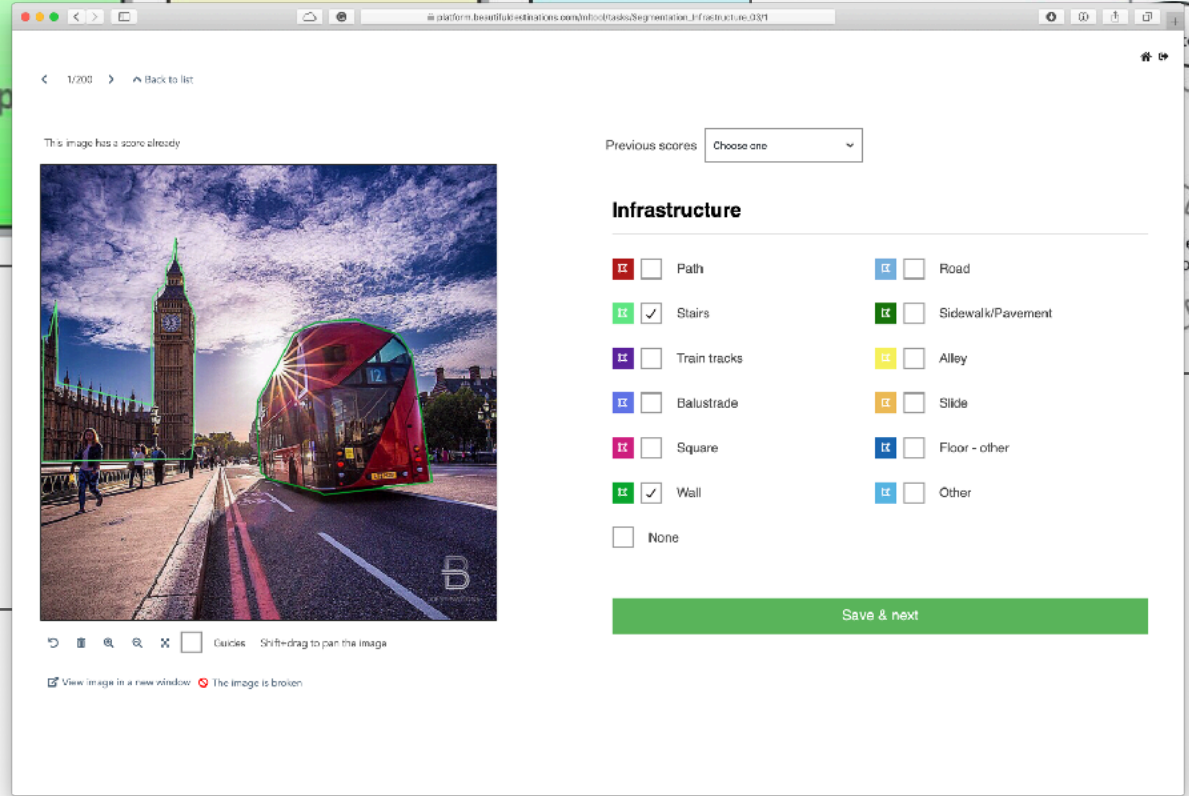 platform.beautifuldestinations.com/mltool/tasks/Segmentation_Infrastructure_03/1
1/200
Back to list
This image has a score already
Previous scores
Choose one
Infrastructure
Path
Road
Stairs
Sidewalk/Pavement
Train tracks
Alley
Balustrade
Slide
Square
Floor - other
Wall
Other
None
12
B
Save & next
Guides
Shift+drag to pan the image
View image in a new window
The image is broken